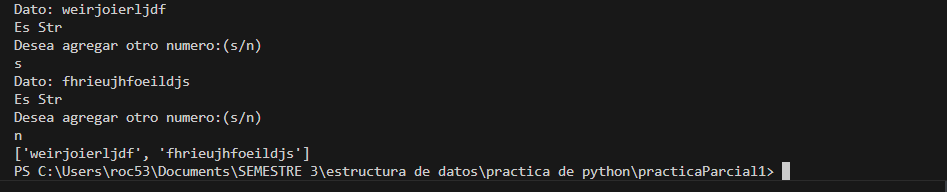 Dato: weirjoierljdf
Es Str
Desea agregar otro numero:(s/n)
s
Dato: fhrieujhfoeildjs
Es Str
Desea agregar otro numero:(s/n)
n
['weirjoierljdf', 'fhrieujhfoeildjs']
PS C:\Users\roc53\Documents\SEMESTRE 3\estructura de datos\practica de python\practicaParcial1>